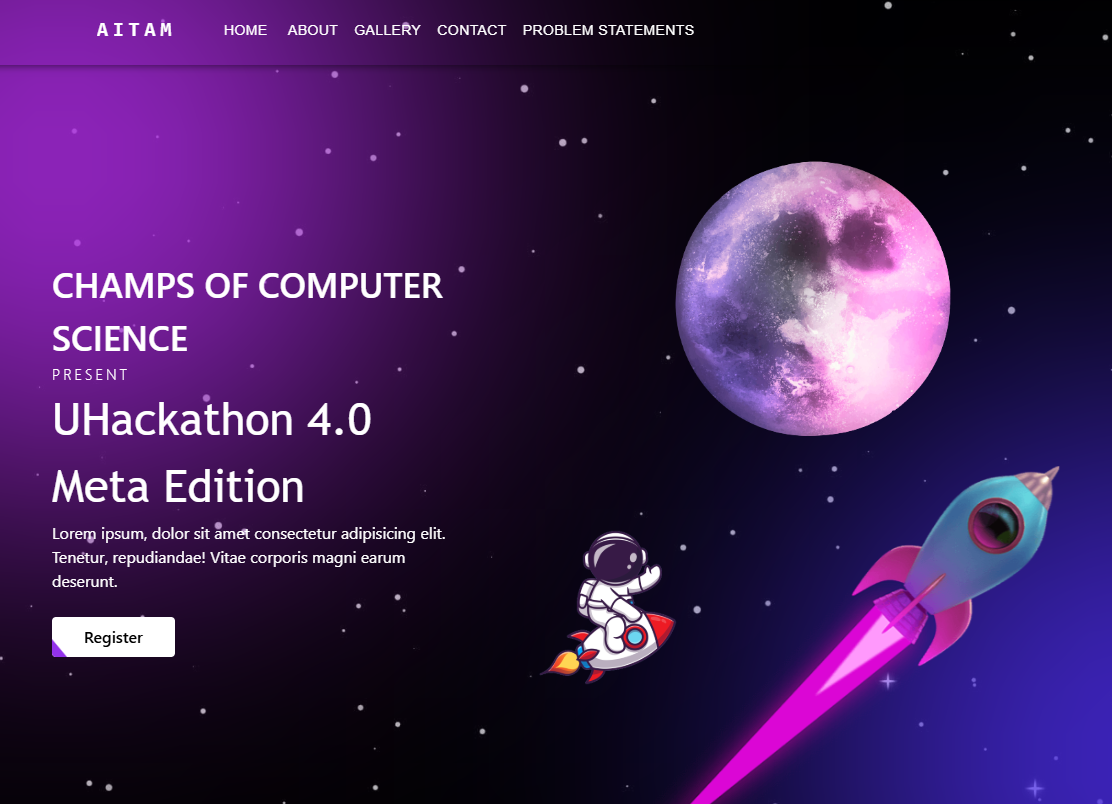 AITAM HOME ABOUT GALLERY CONTACT PROBLEM STATEMENTS
CHAMPS OF COMPUTER
SCIENCE
PRESENT
UHackathon 4.0
Meta Edition
Lorem ipsum, dolor sit amet consectetur adipisicing elit.
Tenetur, repudiandae! Vitae corporis magni earum
deserunt.
Register